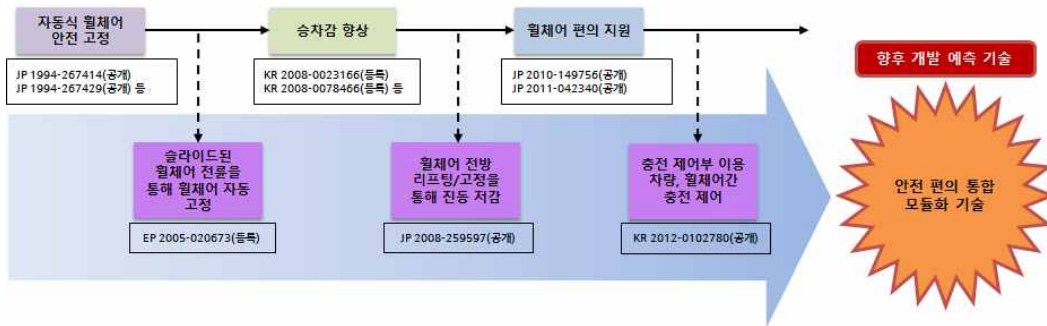 자동식 휠체어
안전 고정
승차감 향상
휠체어 편의 지원
향후 개발 예측 기술
JP 1994-267414(공개)
JP 1994-267429(공개) 등
KR 2008-0023166(등록)
KR 2008-0078466(등록) 등
JP 2010-149756(공개)
JP 2011-042340(공개)
슬라이드된
휠체어 전륜을
통해 휠체어 자동
고정
휠체어 전방
리프팅/고정을
통해 진동 저감
충전 제어부 이용
차량, 휠체어간
충전 제어
안전 편의 통합
모듈화 기술
EP 2005-020673(등록)
JP 2008-259597(공개)
KR 2012-0102780(공개)